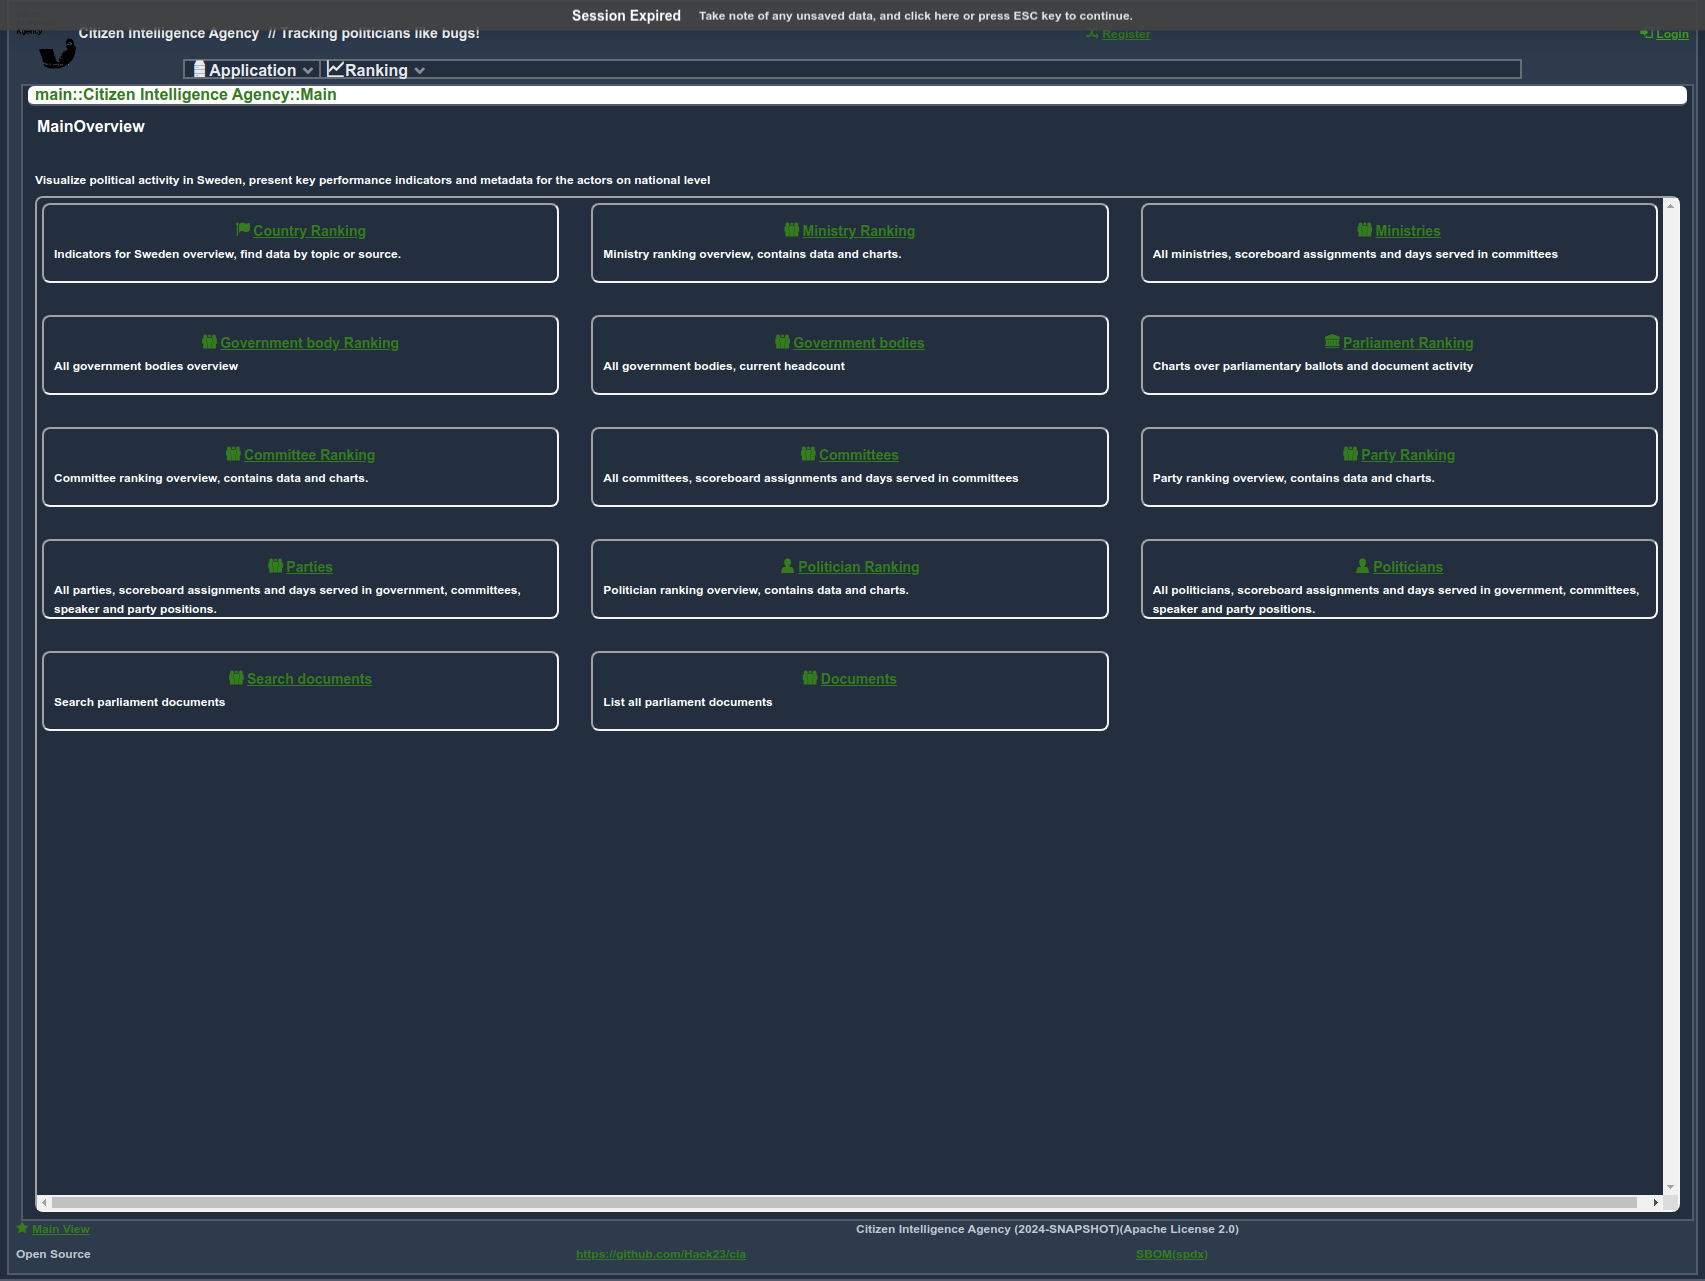 Session Expired Take note of any unsaved data, and click here or press ESC key to continue.
Agency
Citizen Intelligence Agency // Tracking politicians like bugs!
Register
Login
Application
Ranking
main::Citizen Intelligence Agency::Main
MainOverview
Visualize political activity in Sweden, present key performance indicators and metadata for the actors on national level
Country Ranking
Indicators for Sweden overview, find data by topic or source.
Ministry Ranking
Ministry ranking overview, contains data and charts.
Ministries
All ministries, scoreboard assignments and days served in committees
Government body Ranking
All government bodies overview
Government bodies
All government bodies, current headcount
Parliament Ranking
Charts over parliamentary ballots and document activity
Committee Ranking
Committee ranking overview, contains data and charts.
Committees
All committees, scoreboard assignments and days served in committees
Party Ranking
Party ranking overview, contains data and charts.
Parties
All parties, scoreboard assignments and days served in government, committees,
speaker and party positions.
Politician Ranking
Politician ranking overview, contains data and charts.
Politicians
All politicians, scoreboard assignments and days served in government, committees,
speaker and party positions.
Search documents
Search parliament documents
Documents
List all parliament documents
Main View
Citizen Intelligence Agency (2024-SNAPSHOT)(Apache License 2.0)
Open Source
https://github.com/Hack23/cia
SBOM(spdx)